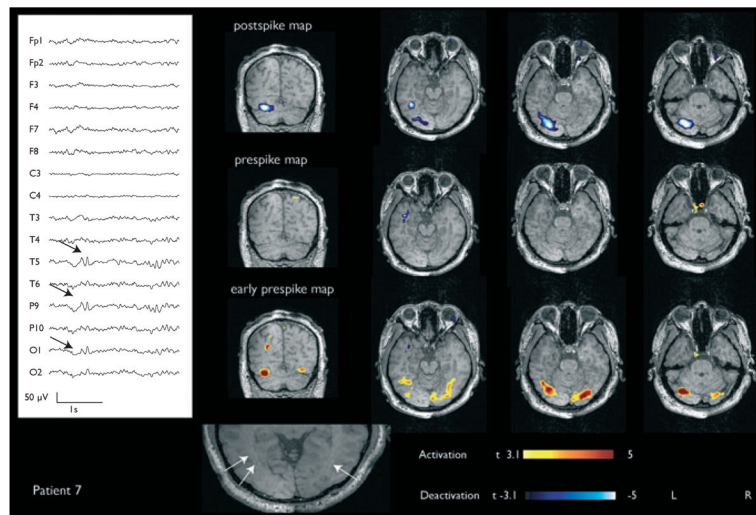 postspike map
Fp1
Fp2
F3
F4
F7
F8
C3
C4
T3
T4
T5
T6
P9
P10
O1
O2
50 µV
1s
prespike map
early prespike map
Activation t 3.1 5
Deactivation t -3.1 -5 L R
Patient 7